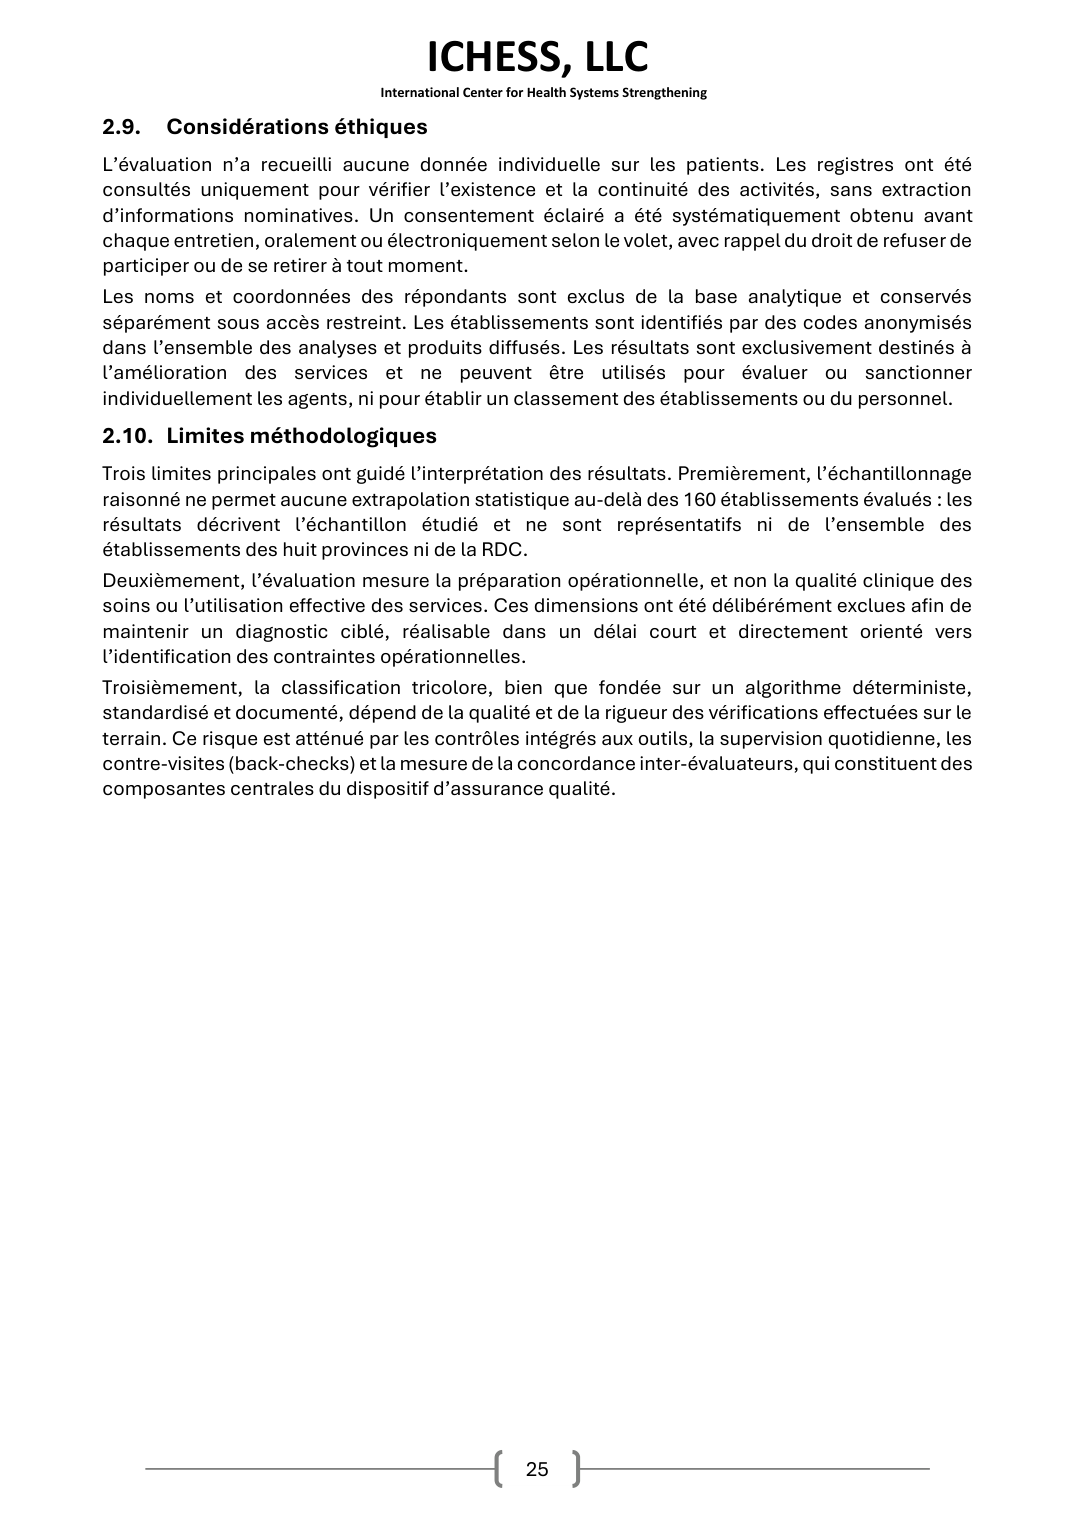 ICHESS, LLC
International Center for Health Systems Strengthening
2.9. Considérations éthiques
L’évaluation n’a recueilli aucune donnée individuelle sur les patients. Les registres ont été
consultés uniquement pour vérifier l’existence et la continuité des activités, sans extraction
d’informations nominatives. Un consentement éclairé a été systématiquement obtenu avant
chaque entretien, oralement ou électroniquement selon le volet, avec rappel du droit de refuser de
participer ou de se retirer à tout moment.
Les noms et coordonnées des répondants sont exclus de la base analytique et conservés
séparément sous accès restreint. Les établissements sont identifiés par des codes anonymisés
dans l’ensemble des analyses et produits diffusés. Les résultats sont exclusivement destinés à
l’amélioration des services et ne peuvent être utilisés pour évaluer ou sanctionner
individuellement les agents, ni pour établir un classement des établissements ou du personnel.
2.10. Limites méthodologiques
Trois limites principales ont guidé l’interprétation des résultats. Premièrement, l’échantillonnage
raisonné ne permet aucune extrapolation statistique au-delà des 160 établissements évalués : les
résultats décrivent l’échantillon étudié et ne sont représentatifs ni de l’ensemble des
établissements des huit provinces ni de la RDC.
Deuxièmement, l’évaluation mesure la préparation opérationnelle, et non la qualité clinique des
soins ou l’utilisation effective des services. Ces dimensions ont été délibérément exclues afin de
maintenir un diagnostic ciblé, réalisable dans un délai court et directement orienté vers
l’identification des contraintes opérationnelles.
Troisièmement, la classification tricolore, bien que fondée sur un algorithme déterministe,
standardisé et documenté, dépend de la qualité et de la rigueur des vérifications effectuées sur le
terrain. Ce risque est atténué par les contrôles intégrés aux outils, la supervision quotidienne, les
contre-visites (back-checks) et la mesure de la concordance inter-évaluateurs, qui constituent des
composantes centrales du dispositif d’assurance qualité.
25